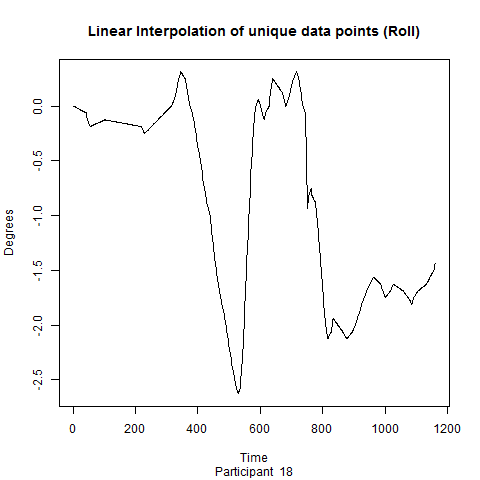 Linear Interpolation of unique data points (Roll)
Degrees
0.0
-0.5
-1.0
-1.5
-2.0
-2.5
0 200 400 600 800 1000 1200
Time
Participant 18